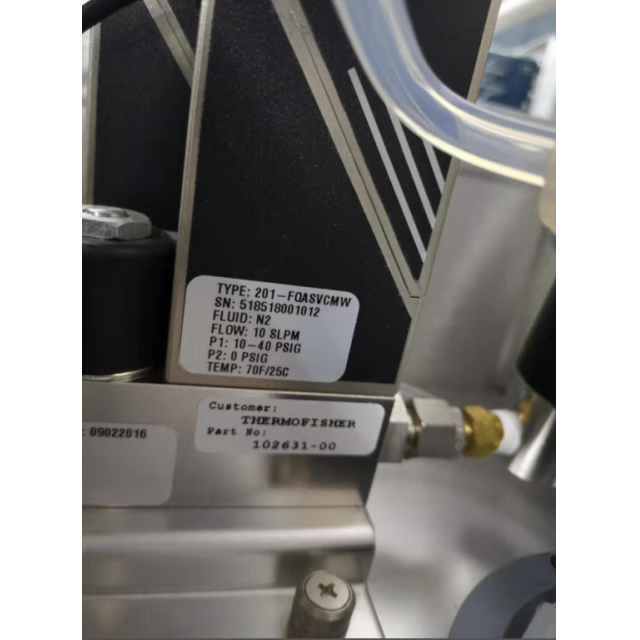 TYPE: 201-FQASVCMW
SN: 518518001012
FLUID: N2
FLOW: 10 SLPM
P1: 10-40 PSIG
P2: 0 PSIG
TEMP: 70F/25C
Customer:
THERMOFISHER
Part No:
102631-00
: 09022016